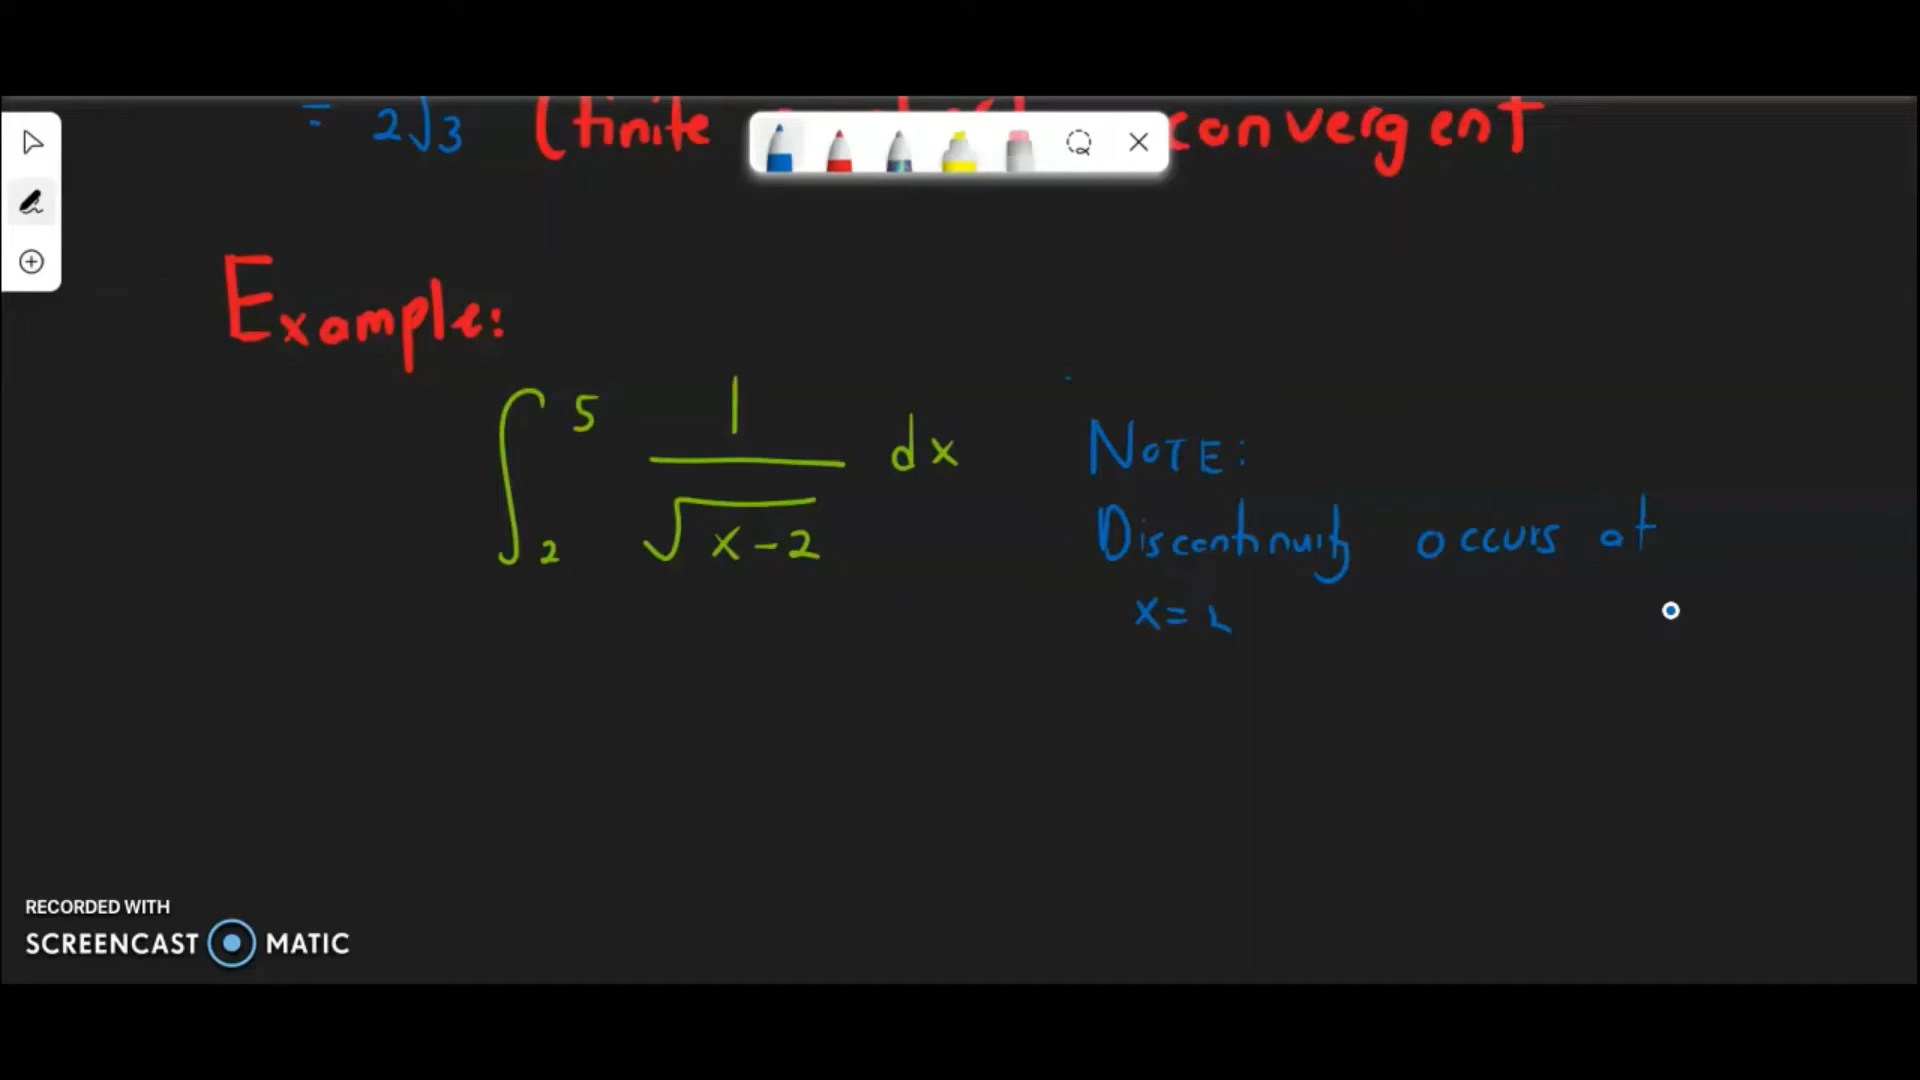 = 2√3 (finite convergent
Example:
∫₂⁵ 1/√(x-2) dx
NOTE:
Discontinuity occurs at
x= 2
RECORDED WITH
SCREENCAST MATIC